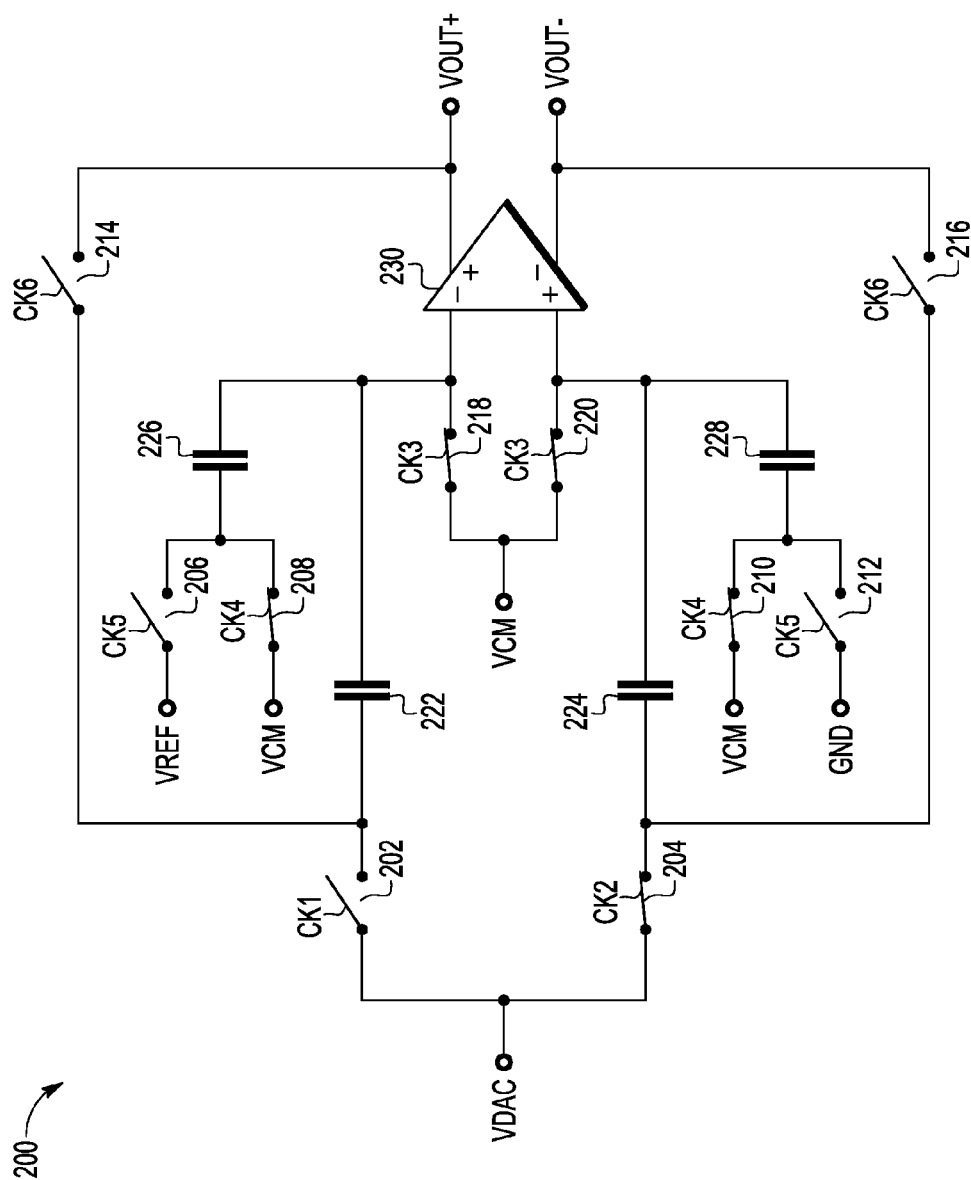 200
VDAC
CK1
202
CK2
204
VREF
CK5
206
VCM
CK4
208
222
226
CK6
214
VCM
CK3
218
CK3
220
230
-
+
+
-
VOUT+
VOUT-
224
VCM
CK4
210
GND
CK5
212
228
CK6
216